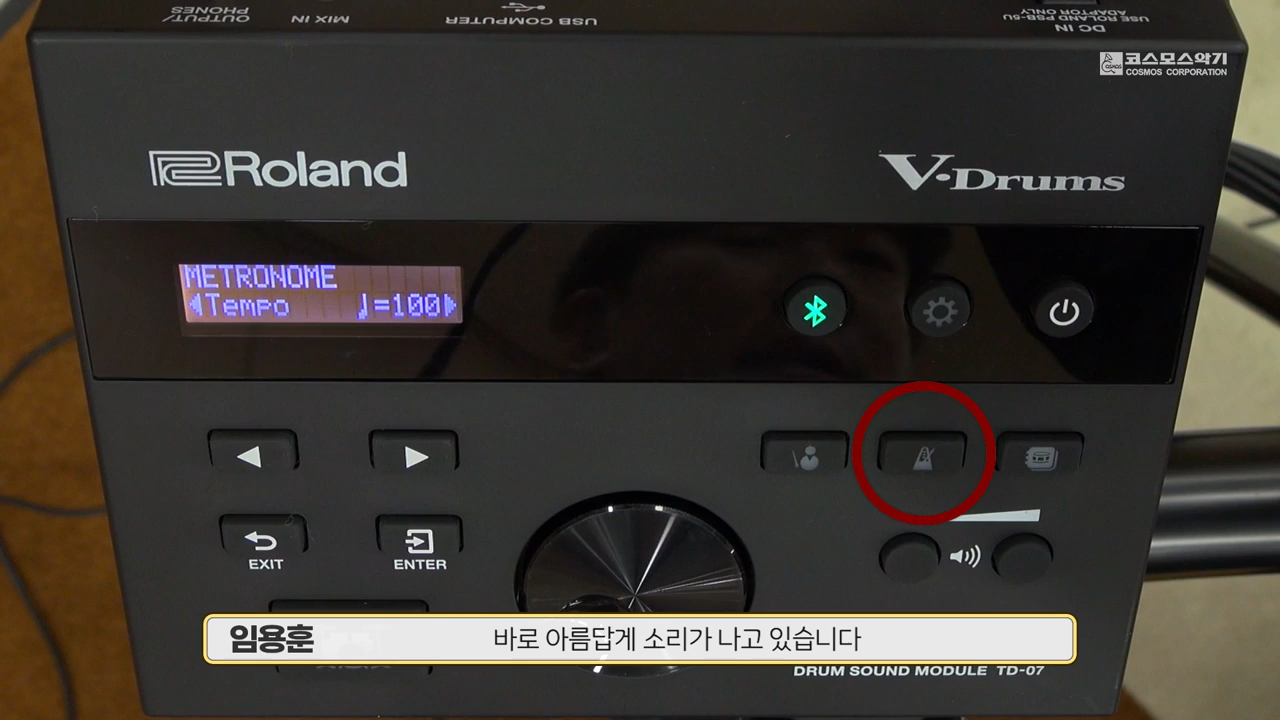 OUTPUT/
PHONES
MIX IN
USB COMPUTER
DC IN
USE ROLAND PSB-5U
ADAPTOR ONLY
코스모스악기
COSMOS CORPORATION
Roland
V-Drums
METRONOME
Tempo ♩=100
EXIT
ENTER
임용훈 바로 아름답게 소리가 나고 있습니다
DRUM SOUND MODULE TD-07